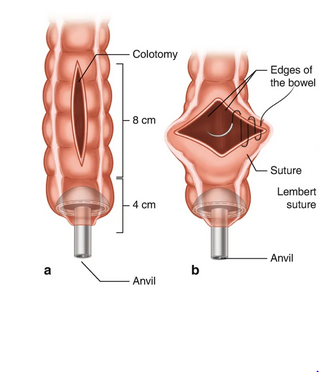 Colotomy
8 cm
4 cm
Anvil
a
Edges of
the bowel
Suture
Lembert
suture
Anvil
b